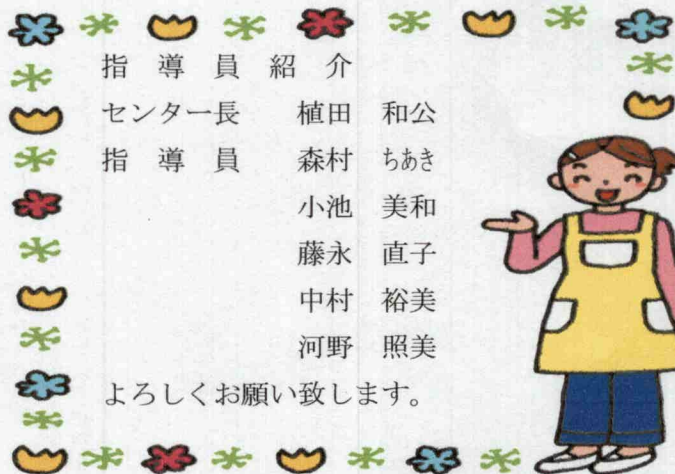 指導員紹介
センター長　植田　和公
指導員　森村　ちあき
小池　美和
藤永　直子
中村　裕美
河野　照美
よろしくお願い致します。